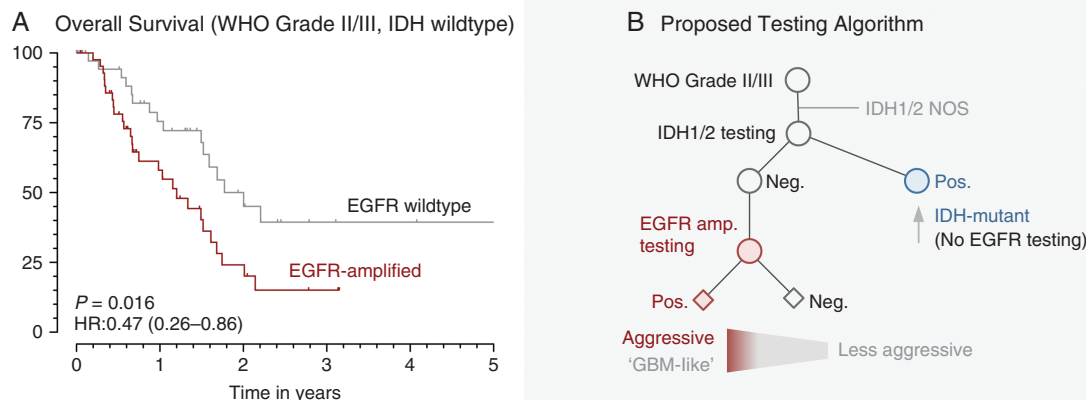 A Overall Survival (WHO Grade II/III, IDH wildtype)
100
75
50
25
0
EGFR wildtype
EGFR-amplified
P = 0.016
HR:0.47 (0.26–0.86)
0 1 2 3 4 5
Time in years
B Proposed Testing Algorithm
WHO Grade II/III
IDH1/2 NOS
IDH1/2 testing
Neg.
Pos.
EGFR amp.
testing
IDH-mutant
(No EGFR testing)
Pos.
Neg.
Aggressive
'GBM-like'
Less aggressive